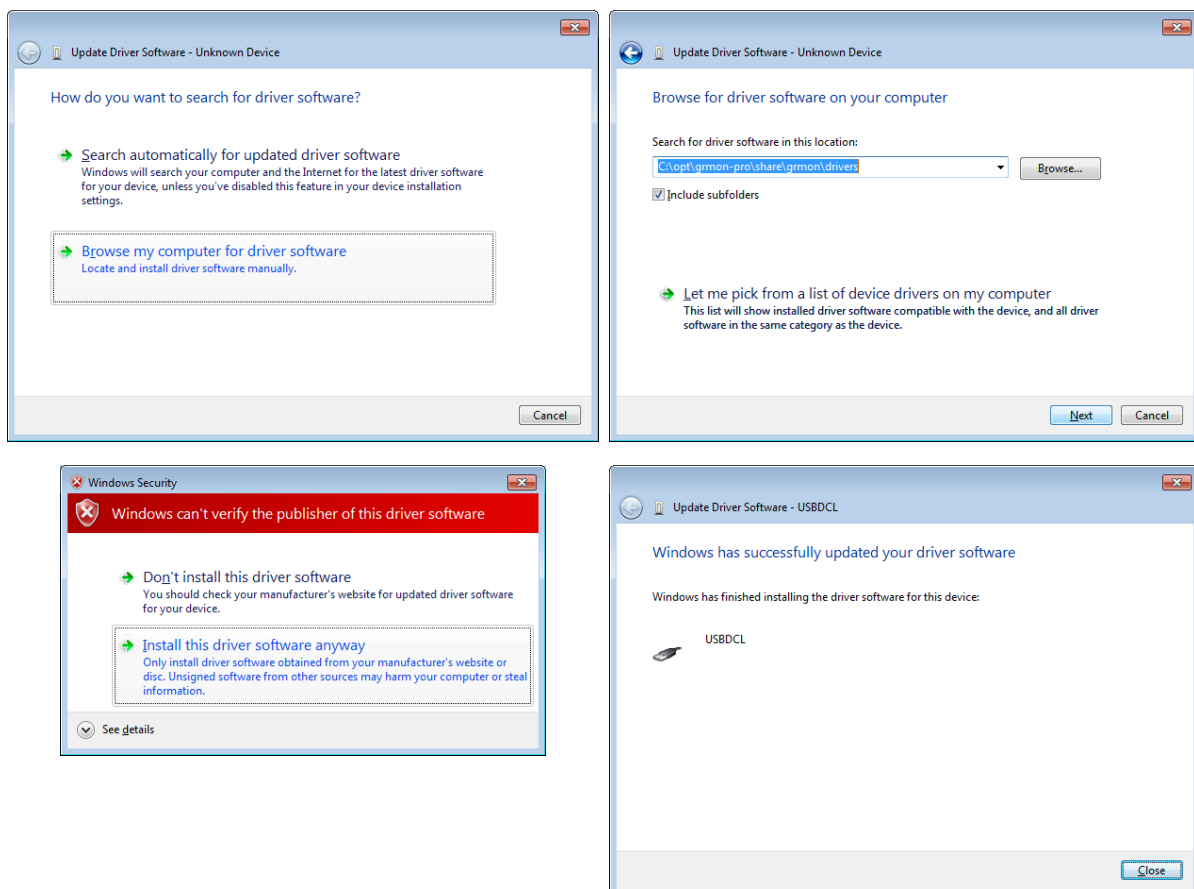 Update Driver Software - Unknown Device
How do you want to search for driver software?
Search automatically for updated driver software
Windows will search your computer and the Internet for the latest driver software
for your device, unless you've disabled this feature in your device installation
settings.
Browse my computer for driver software
Locate and install driver software manually.
Cancel
Update Driver Software - Unknown Device
Browse for driver software on your computer
Search for driver software in this location:
C:\opt\grmon-pro\share\grmon\drivers
Browse...
Include subfolders
Let me pick from a list of device drivers on my computer
This list will show installed driver software compatible with the device, and all driver
software in the same category as the device.
Next
Cancel
Windows Security
Windows can't verify the publisher of this driver software
Don't install this driver software
You should check your manufacturer's website for updated driver software
for your device.
Install this driver software anyway
Only install driver software obtained from your manufacturer's website or
disc. Unsigned software from other sources may harm your computer or steal
information.
See details
Update Driver Software - USBDCL
Windows has successfully updated your driver software
Windows has finished installing the driver software for this device:
USBDCL
Close